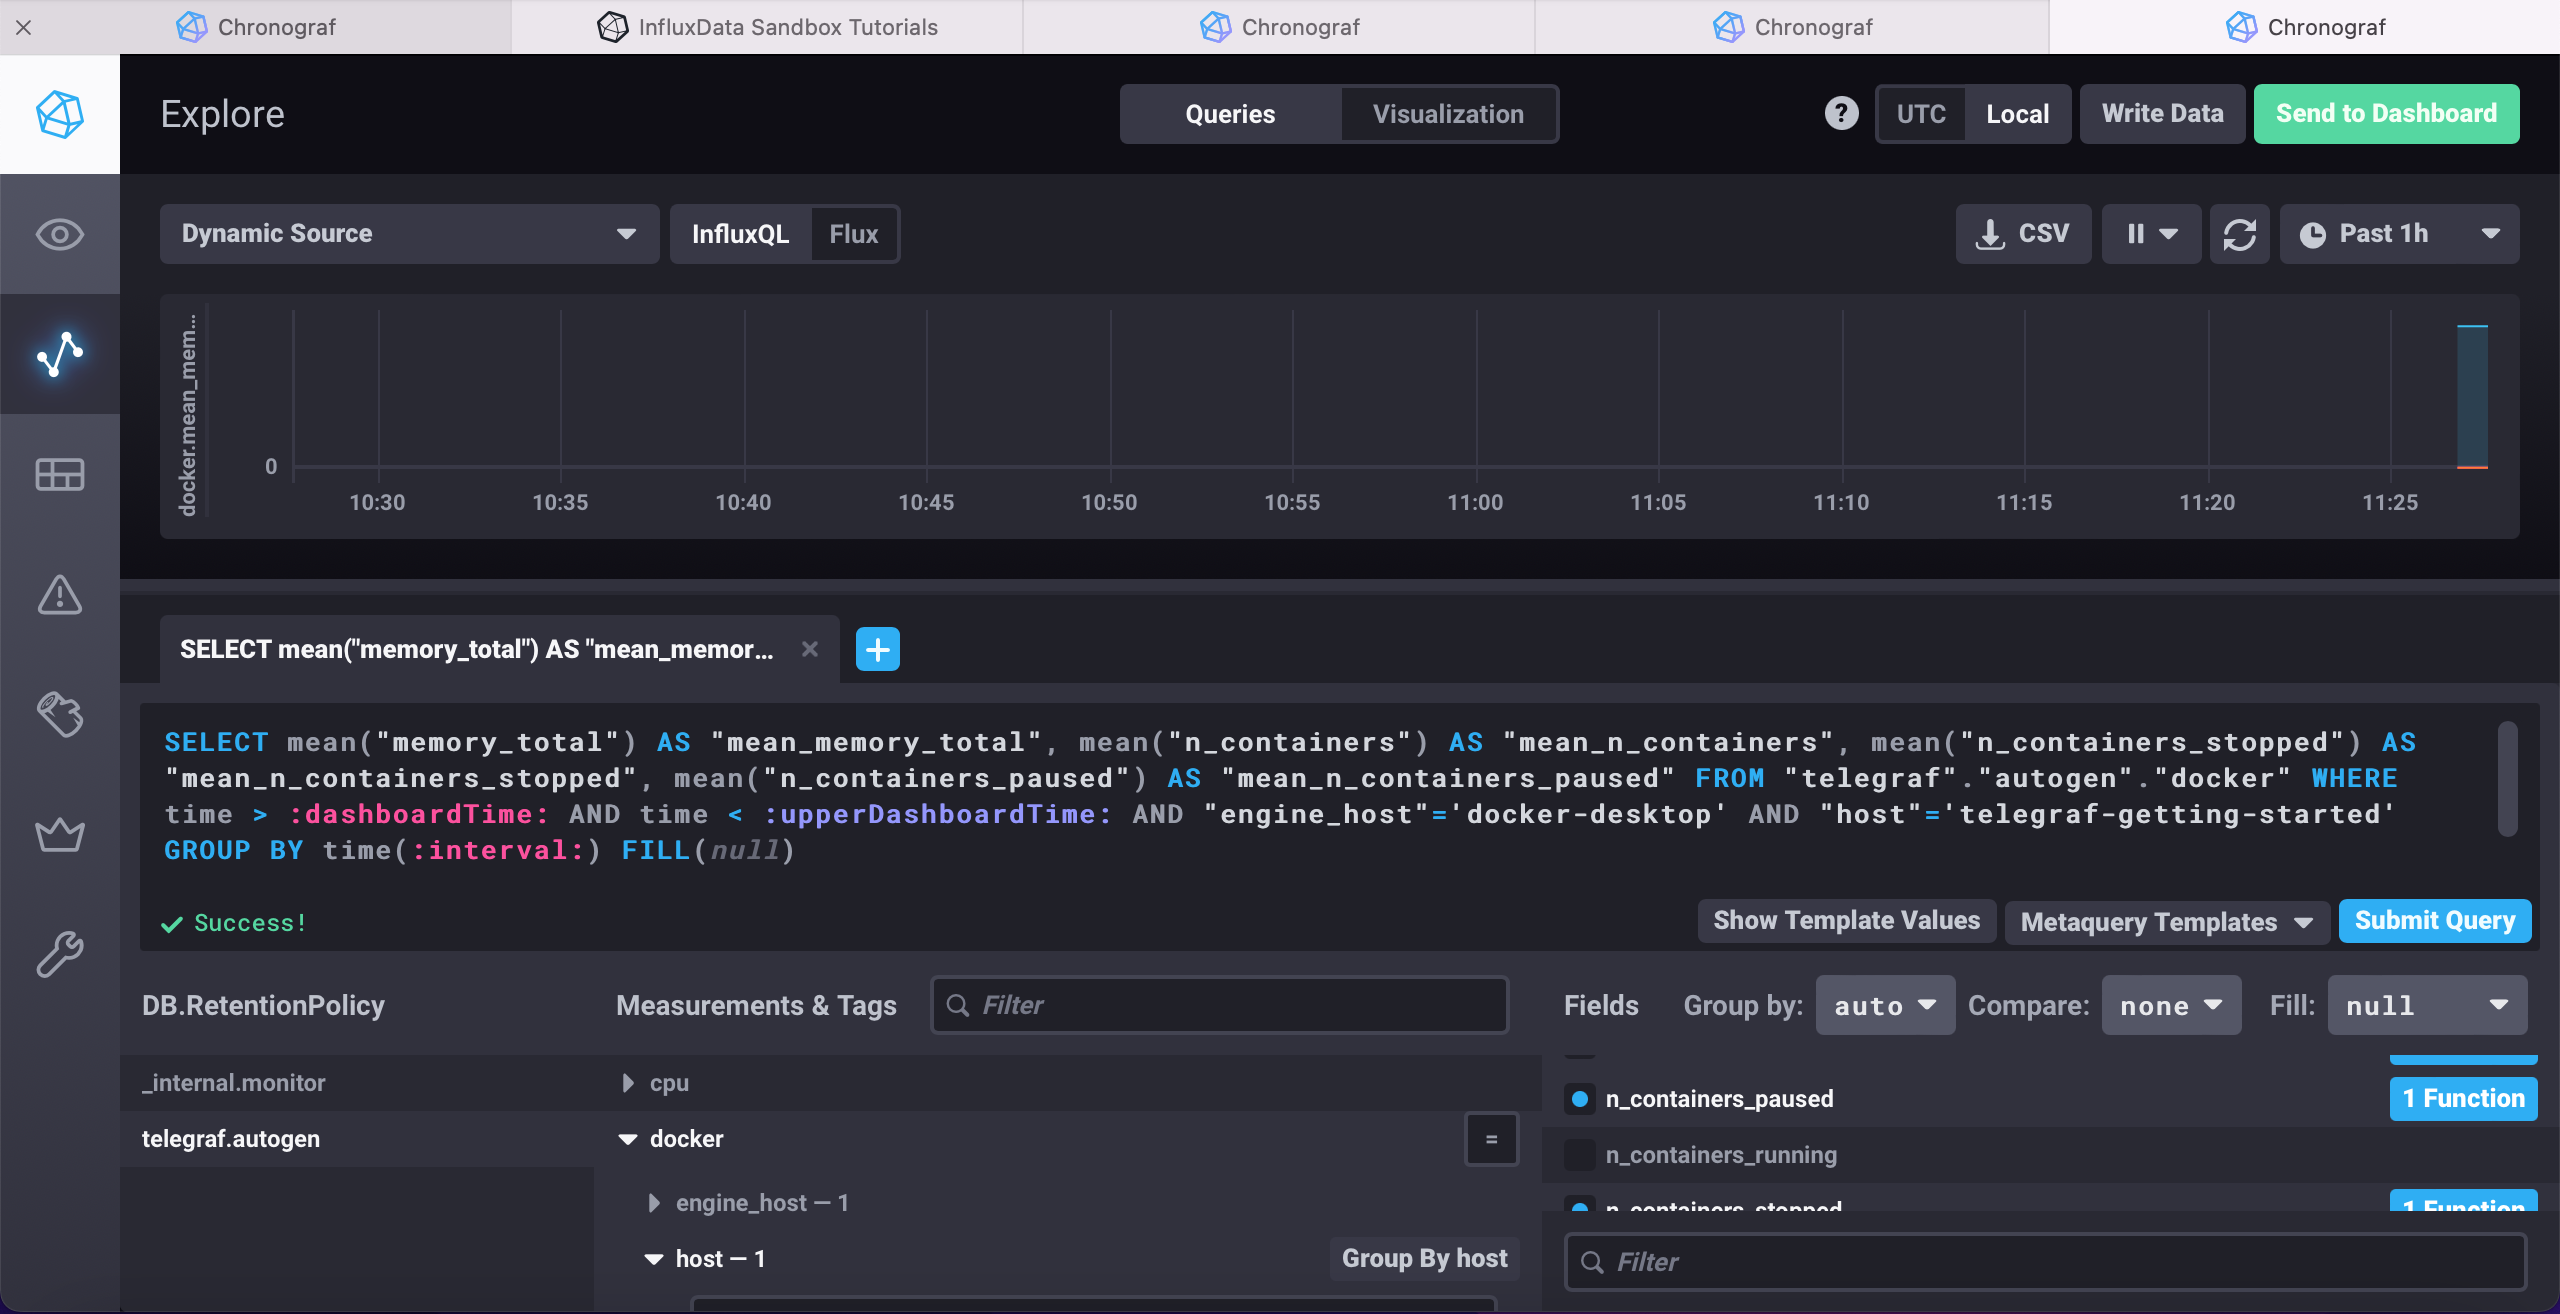 Chronograf
InfluxData Sandbox Tutorials
Chronograf
Chronograf
Chronograf
Explore
Queries
Visualization
?
UTC
Local
Write Data
Send to Dashboard
Dynamic Source
InfluxQL
Flux
CSV
Past 1h
docker.mean_mem...
0
10:30
10:35
10:40
10:45
10:50
10:55
11:00
11:05
11:10
11:15
11:20
11:25
SELECT mean("memory_total") AS "mean_memor...
SELECT mean("memory_total") AS "mean_memory_total", mean("n_containers") AS "mean_n_containers", mean("n_containers_stopped") AS
"mean_n_containers_stopped", mean("n_containers_paused") AS "mean_n_containers_paused" FROM "telegraf"."autogen"."docker" WHERE
time > :dashboardTime: AND time < :upperDashboardTime: AND "engine_host"='docker-desktop' AND "host"='telegraf-getting-started'
GROUP BY time(:interval:) FILL(null)
Success!
Show Template Values
Metaquery Templates
Submit Query
DB.RetentionPolicy
Measurements & Tags
Filter
Fields
Group by:
auto
Compare:
none
Fill:
null
_internal.monitor
telegraf.autogen
cpu
docker
=
engine_host — 1
host — 1
Group By host
n_containers_paused
1 Function
n_containers_running
n_containers_stopped
1 Function
Filter